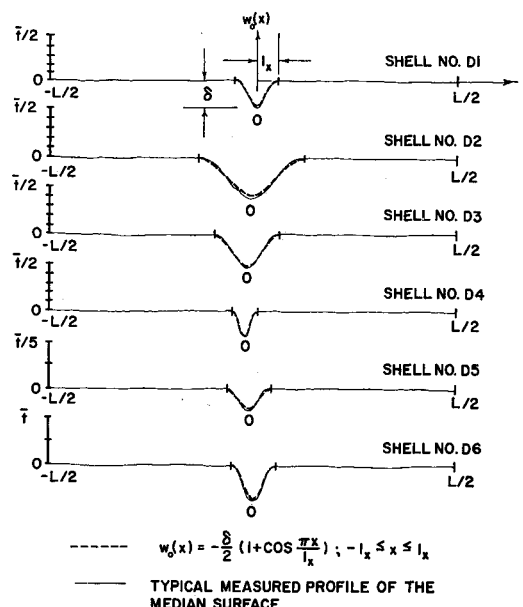 w₀(x)
t̄/2
lₓ
SHELL NO. D1
0
-L/2
δ
L/2
0
t̄/2
SHELL NO. D2
0
-L/2
L/2
0
t̄/2
SHELL NO. D3
0
-L/2
L/2
0
t̄/2
SHELL NO. D4
0
-L/2
L/2
0
t̄/5
SHELL NO. D5
0
-L/2
L/2
0
t̄
SHELL NO. D6
0
-L/2
L/2
0
w₀(x) = -δ/2 (1+COS πx/lₓ) ; -lₓ ≤ x ≤ lₓ
TYPICAL MEASURED PROFILE OF THE
MEDIAN SURFACE